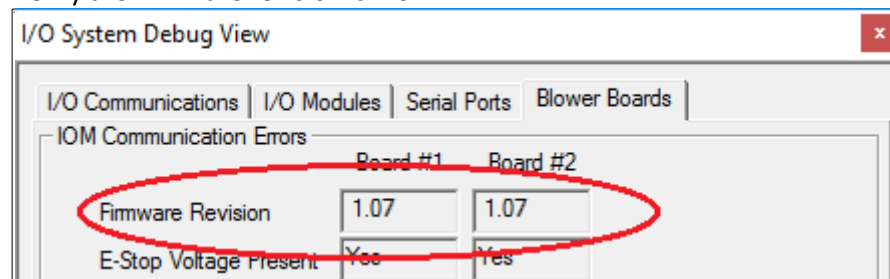 I/O System Debug View x
I/O Communications I/O Modules Serial Ports Blower Boards
IOM Communication Errors
Board #1 Board #2
Firmware Revision 1.07 1.07
E-Stop Voltage Present Yes Yes